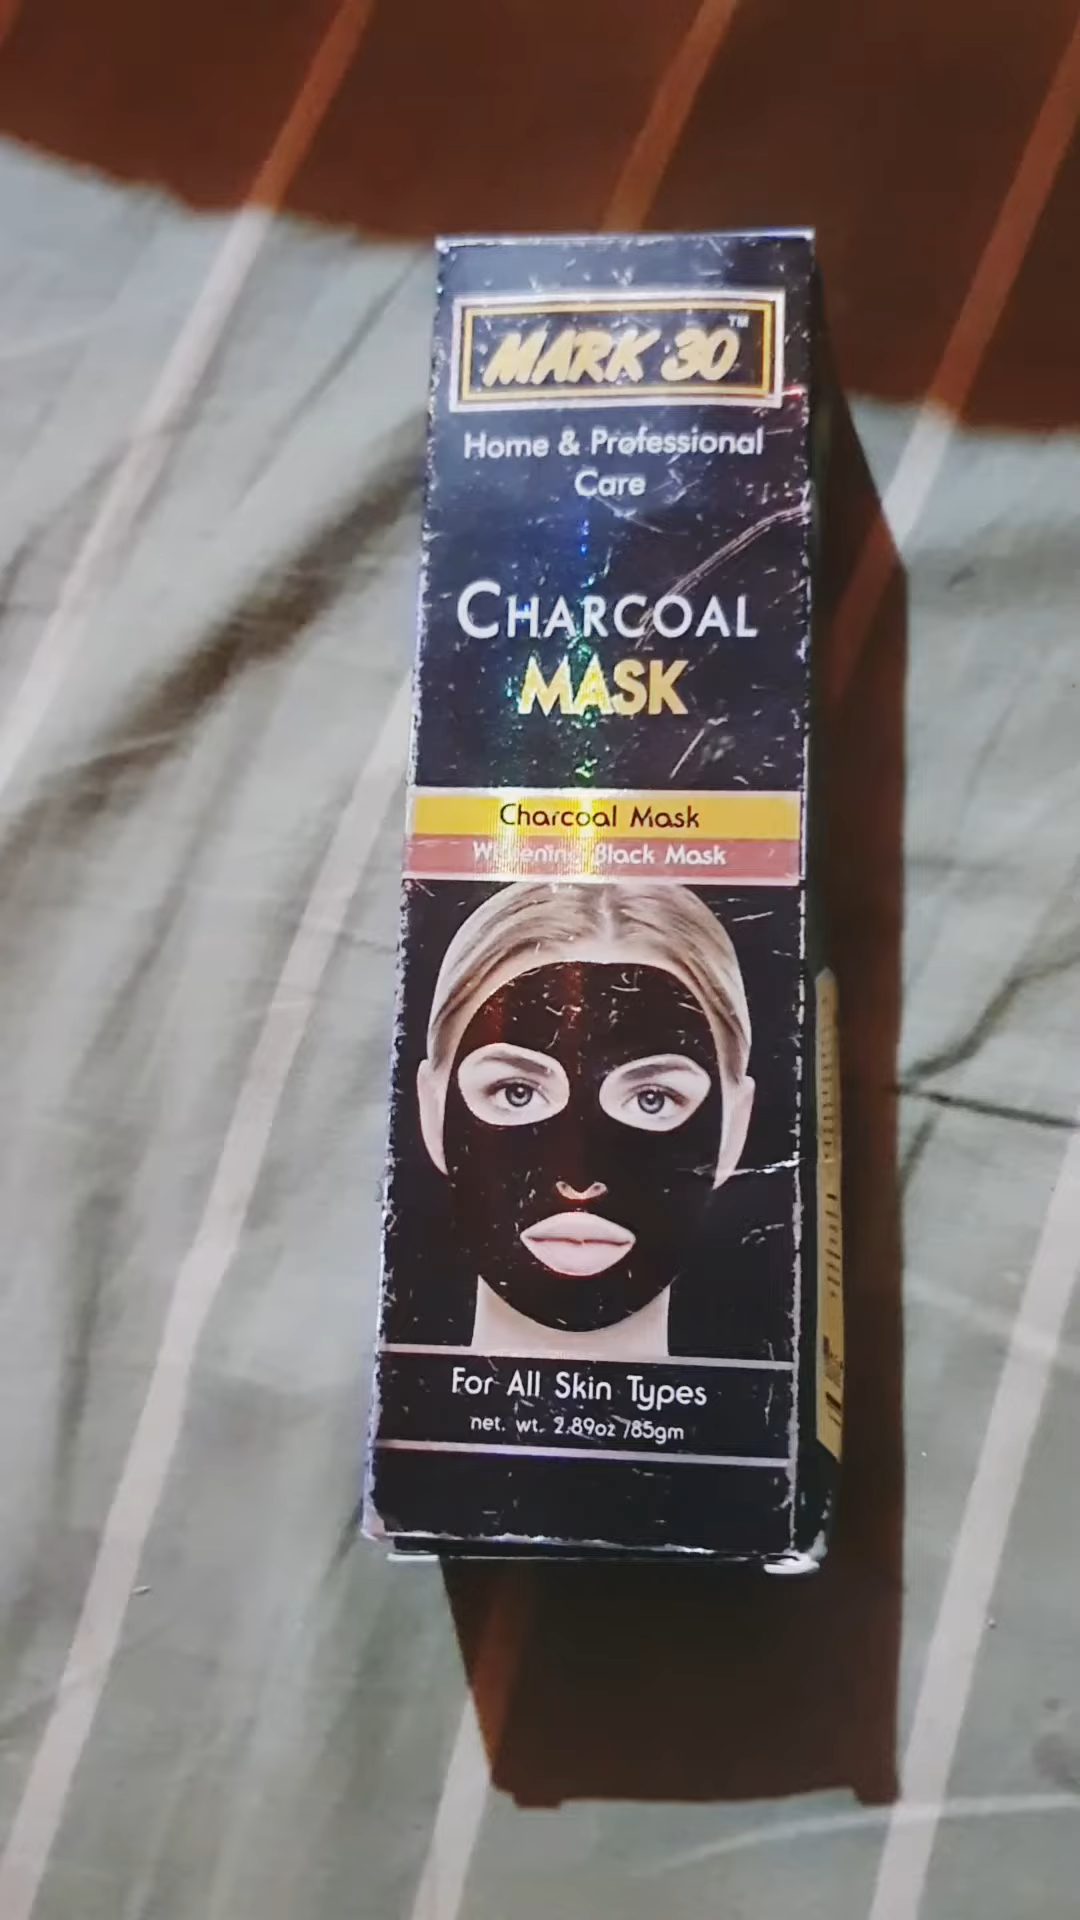 MARK 30™
Home & Professional
Care
CHARCOAL
MASK
Charcoal Mask
Whitening Black Mask
For All Skin Types
net. wt. 2.89oz /85gm